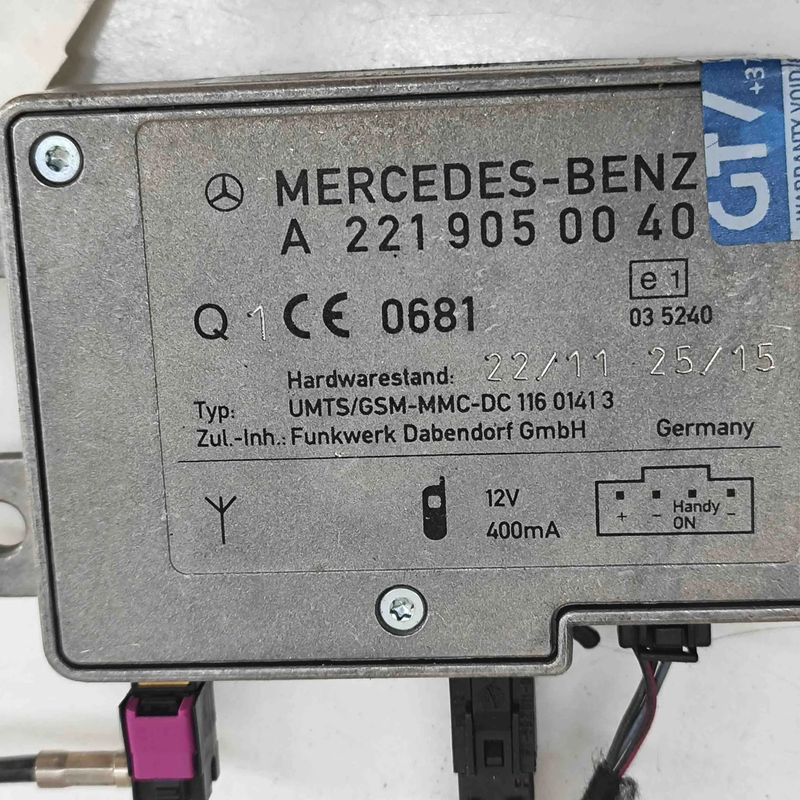 MERCEDES-BENZ
A 221 905 00 40
e 1
Q 1 CE 0681
03 5240
Hardwarestand: 22/11 25/15
Typ: UMTS/GSM-MMC-DC 116 0141 3
Zul.-Inh.: Funkwerk Dabendorf GmbH Germany
12V
400mA
+ - Handy -
ON
GT/
+31
WARRANTY VOID